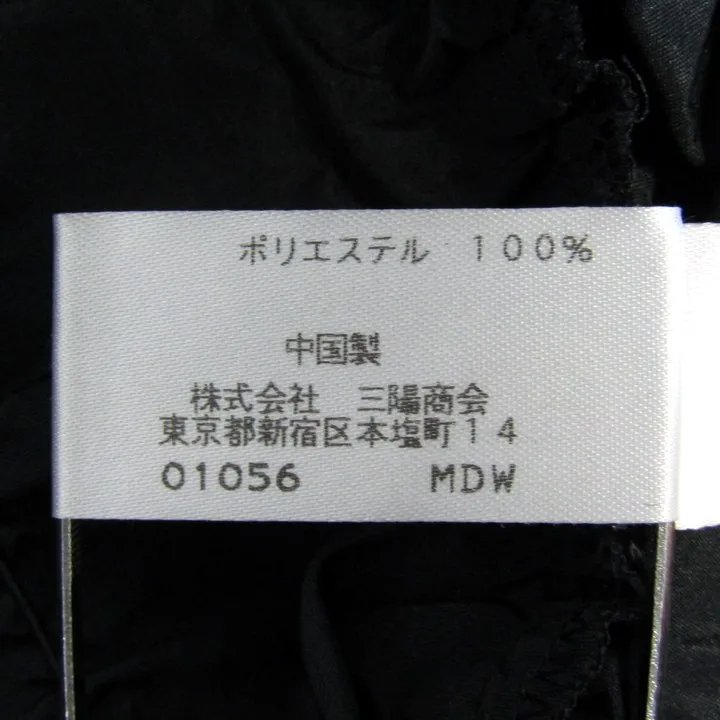 ポリエステル　１００％
中国製
株式会社　三陽商会
東京都新宿区本塩町１４
01056 MDW